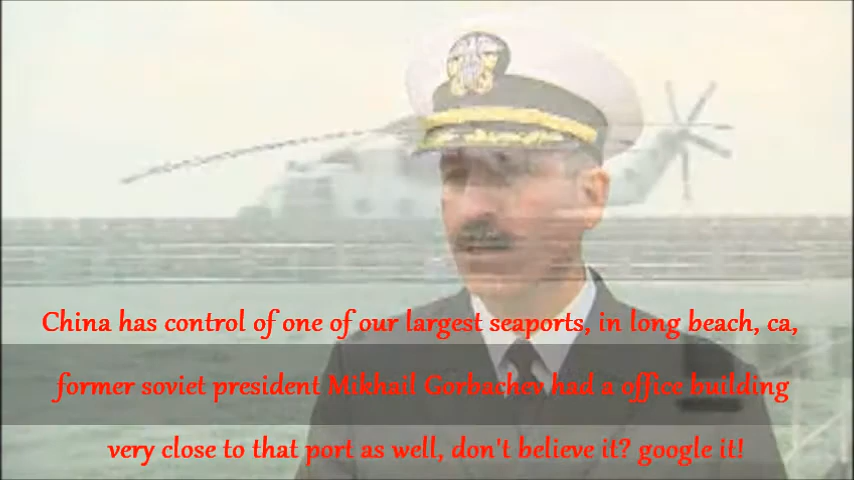 China has control of one of our largest seaports, in long beach, ca,
former soviet president Mikhail Gorbachev had a office building
very close to that port as well, don't believe it? google it!